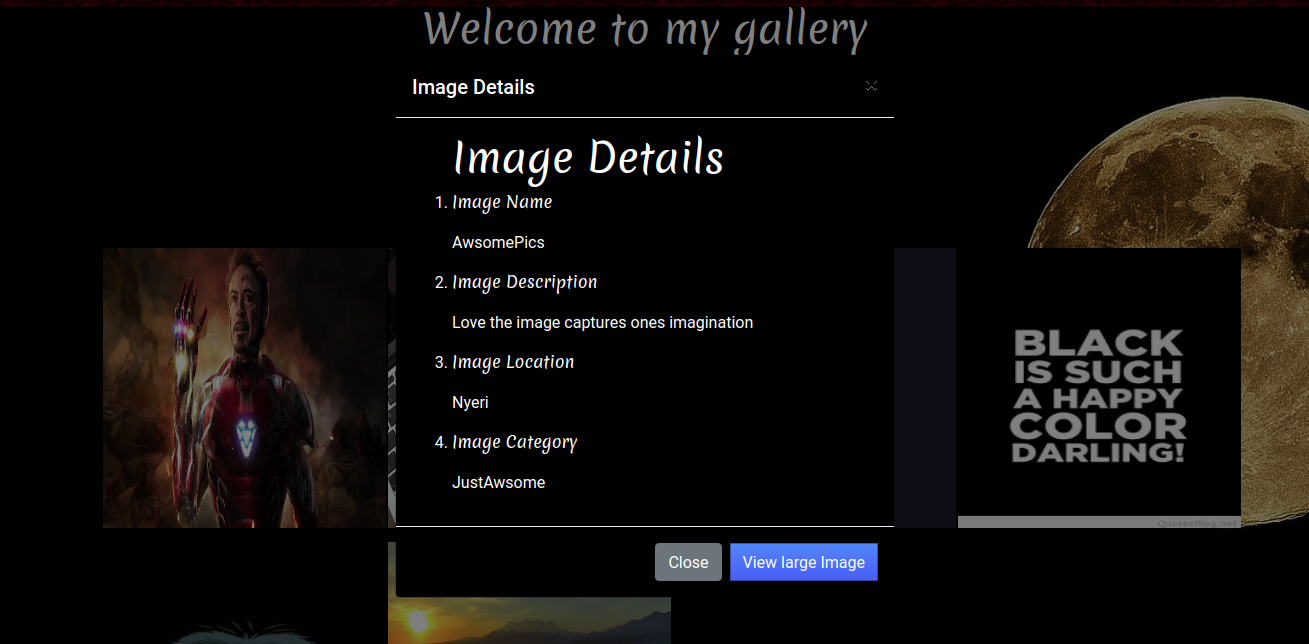 Welcome to my gallery
Image Details
Image Details
1. Image Name
AwsomePics
2. Image Description
Love the image captures ones imagination
3. Image Location
Nyeri
4. Image Category
JustAwsome
Close
View large Image
BLACK
IS SUCH
A HAPPY
COLOR
DARLING!
QuotesBlog.net